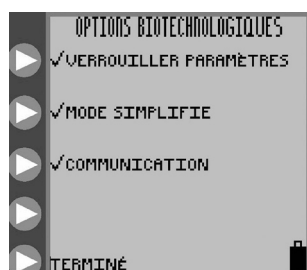 OPTIONS BIOTECHNOLOGIQUES
✓VERROUILLER PARAMÈTRES
✓MODE SIMPLIFIE
✓COMMUNICATION
TERMINÉ